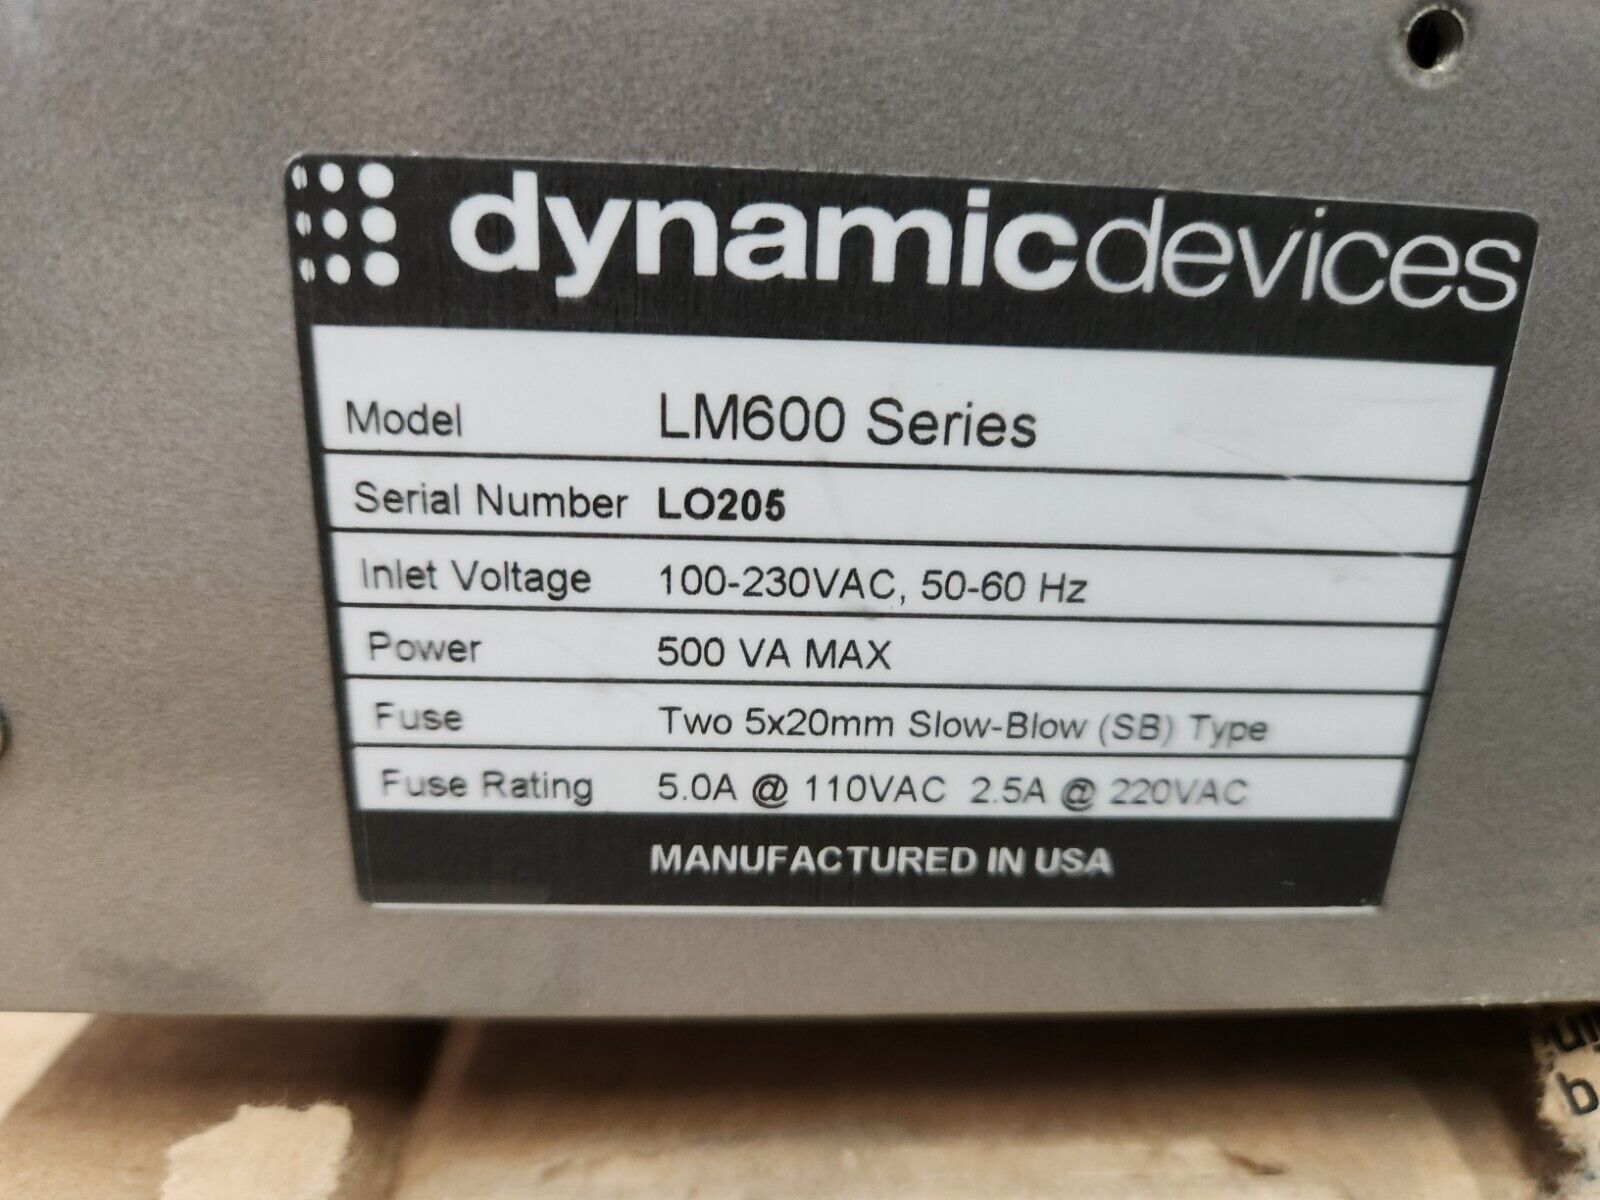 dynamicdevices
Model LM600 Series
Serial Number LO205
Inlet Voltage 100-230VAC, 50-60 Hz
Power 500 VA MAX
Fuse Two 5x20mm Slow-Blow (SB) Type
Fuse Rating 5.0A @ 110VAC 2.5A @ 220VAC
MANUFACTURED IN USA